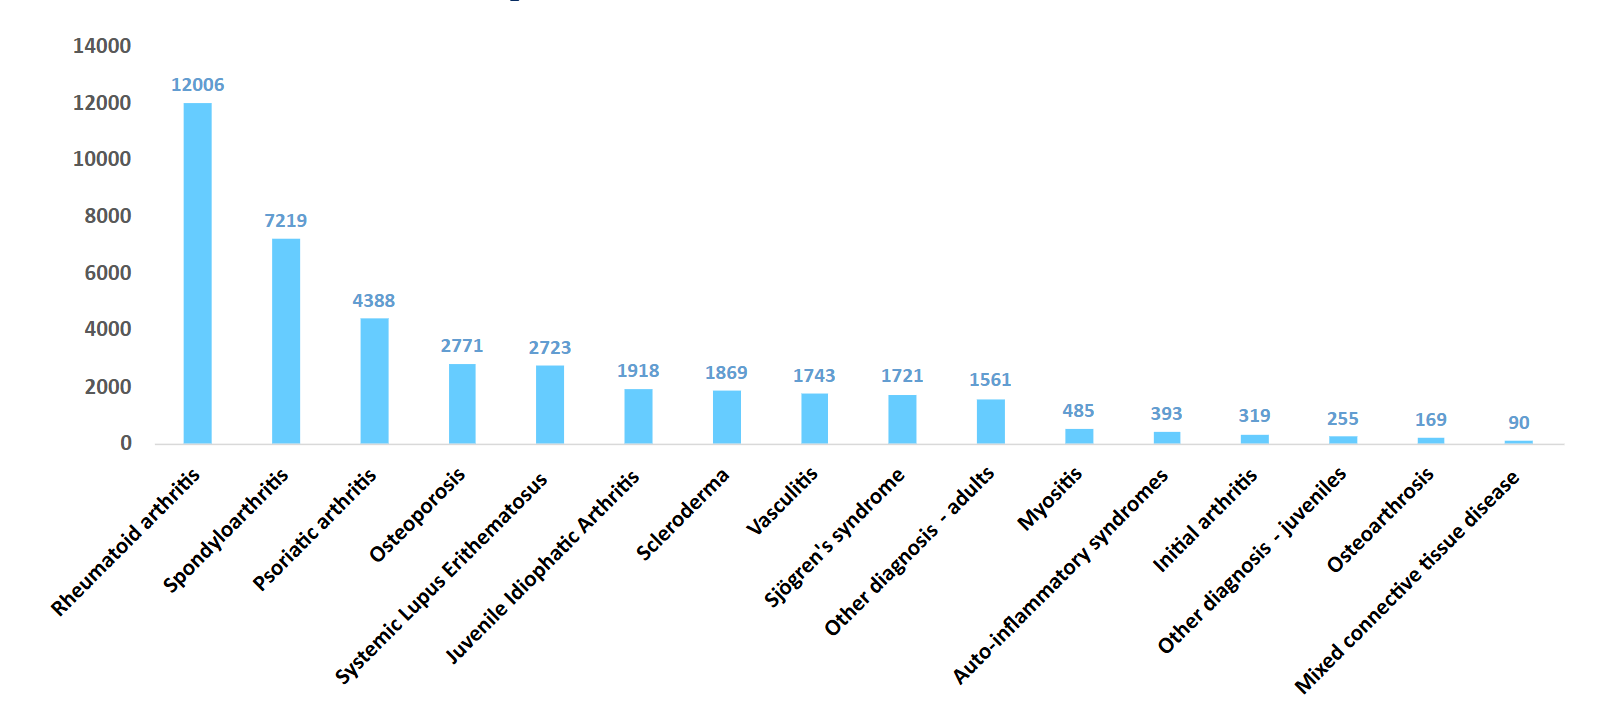 14000
12000
10000
8000
6000
4000
2000
0
12006
7219
4388
2771
2723
1918
1869
1743
1721
1561
485
393
319
255
169
90
Rheumatoid arthritis
Spondyloarthritis
Psoriatic arthritis
Osteoporosis
Systemic Lupus Erithematosus
Juvenile Idiophatic Arthritis
Scleroderma
Vasculitis
Sjögren's syndrome
Other diagnosis - adults
Myositis
Auto-inflammatory syndromes
Initial arthritis
Other diagnosis - juveniles
Osteoarthrosis
Mixed connective tissue disease